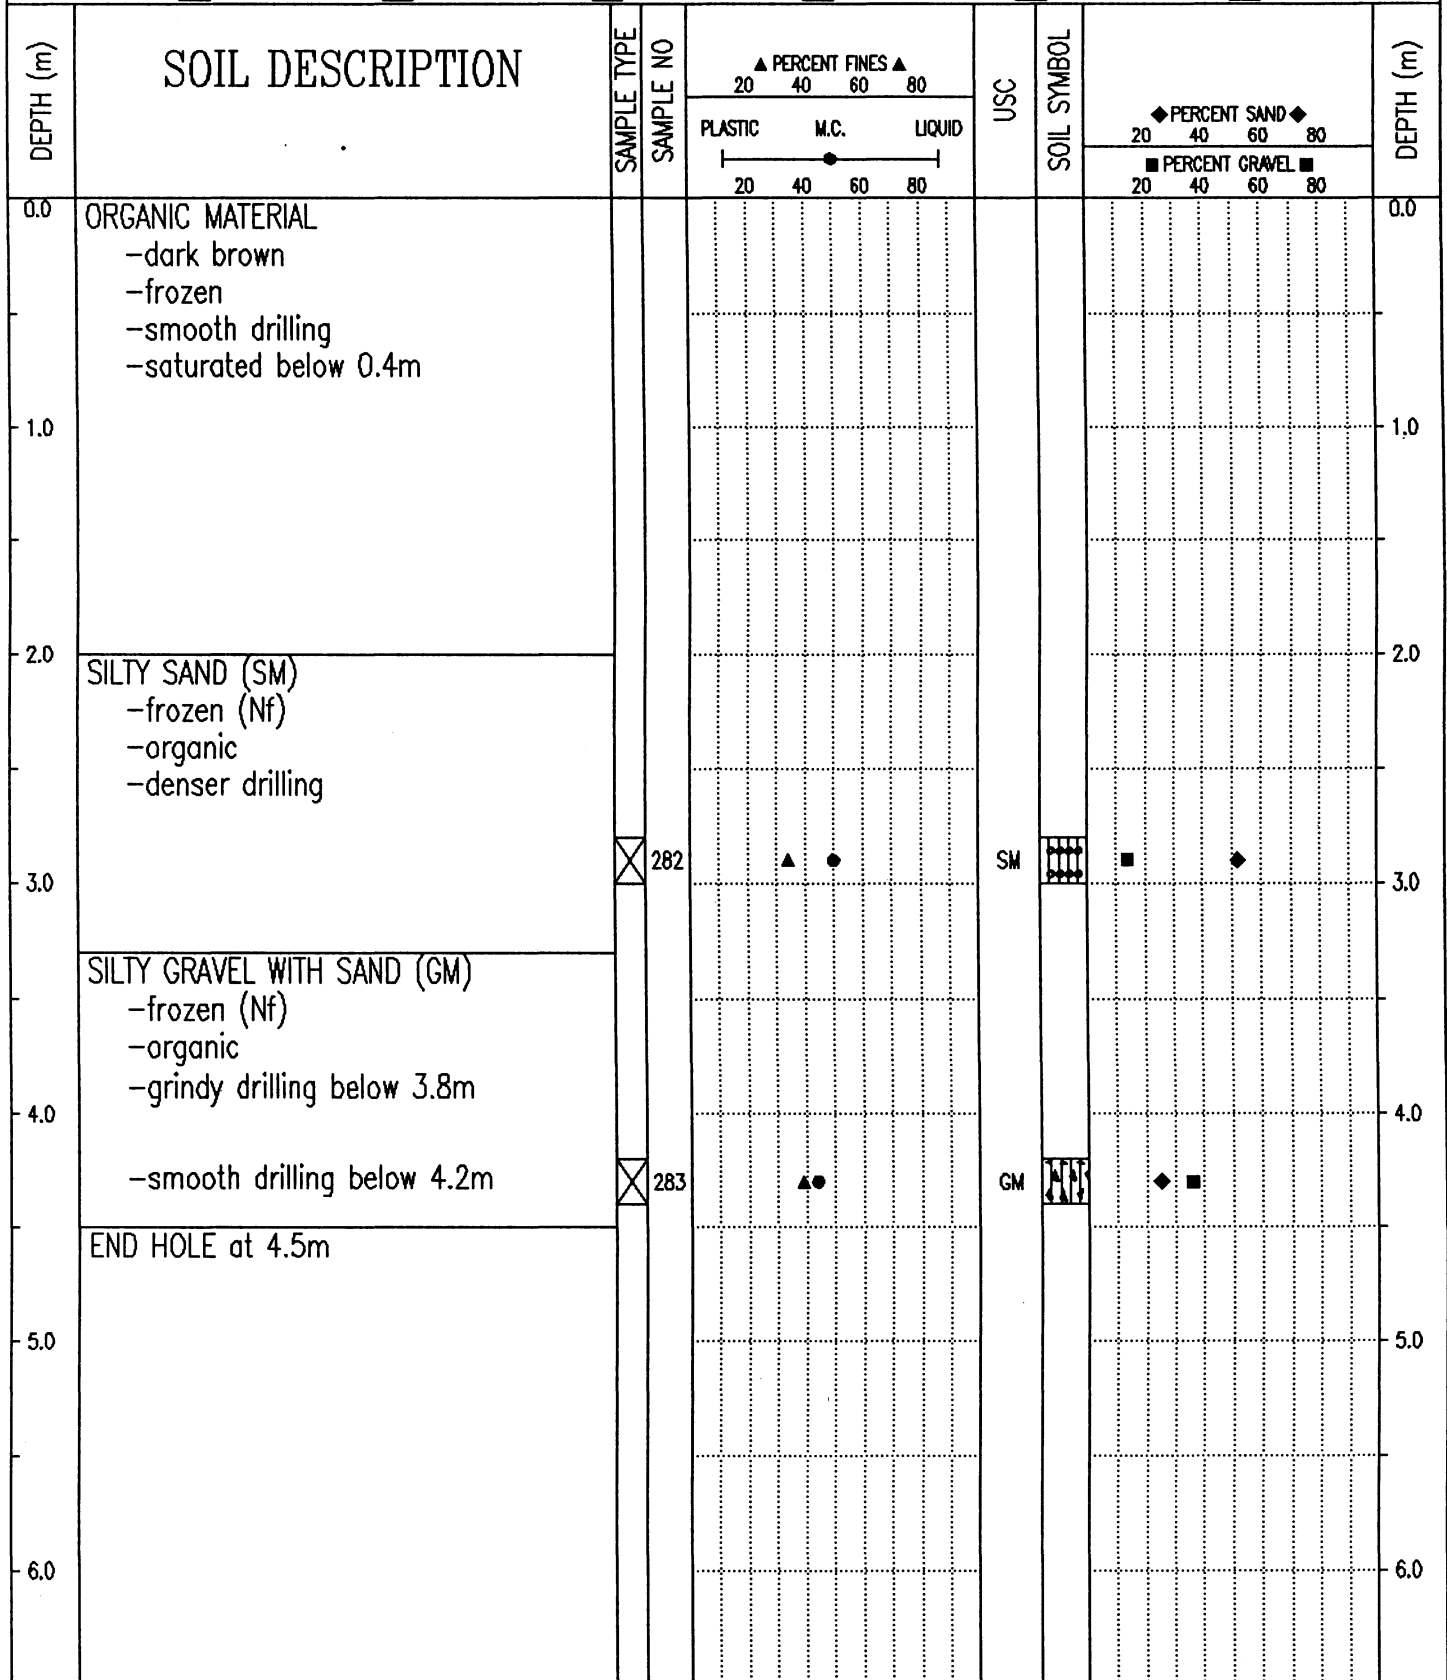 DEPTH (m)
SOIL DESCRIPTION
SAMPLE TYPE
SAMPLE NO
▲ PERCENT FINES ▲
20 40 60 80
PLASTIC M.C. LIQUID
20 40 60 80
USC
SOIL SYMBOL
◆ PERCENT SAND ◆
20 40 60 80
■ PERCENT GRAVEL ■
20 40 60 80
DEPTH (m)
0.0 0.0
ORGANIC MATERIAL
-dark brown
-frozen
-smooth drilling
-saturated below 0.4m
1.0 1.0
2.0 2.0
SILTY SAND (SM)
-frozen (Nf)
-organic
-denser drilling
282 SM
3.0 3.0
SILTY GRAVEL WITH SAND (GM)
-frozen (Nf)
-organic
-grindy drilling below 3.8m
4.0 4.0
-smooth drilling below 4.2m 283 GM
END HOLE at 4.5m
5.0 5.0
6.0 6.0